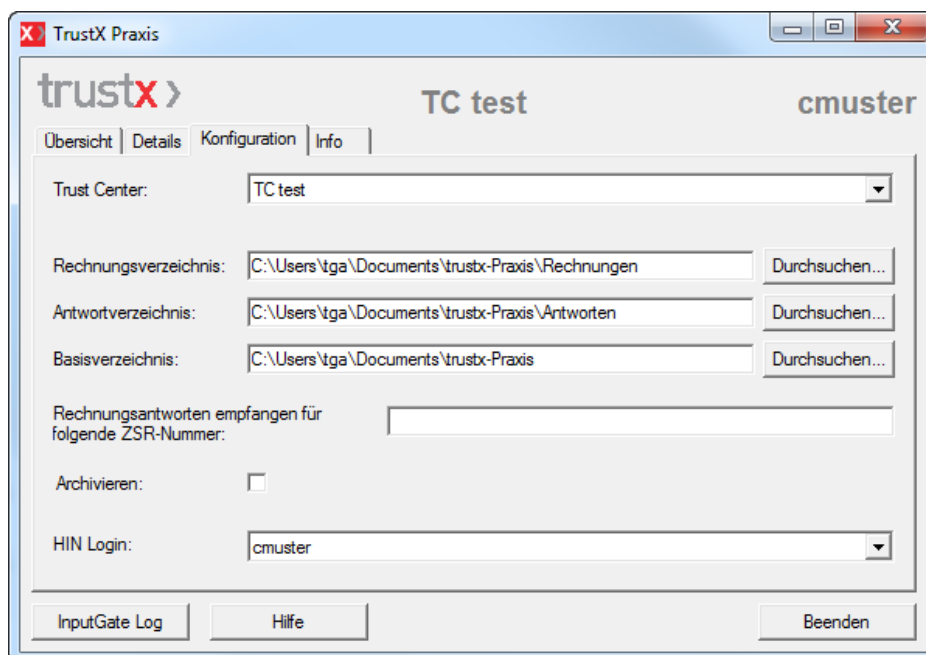 TrustX Praxis
trustx
TC test
cmuster
Übersicht
Details
Konfiguration
Info
Trust Center:
TC test
Rechnungsverzeichnis:
C:\Users\tga\Documents\trustx-Praxis\Rechnungen
Durchsuchen...
Antwortverzeichnis:
C:\Users\tga\Documents\trustx-Praxis\Antworten
Durchsuchen...
Basisverzeichnis:
C:\Users\tga\Documents\trustx-Praxis
Durchsuchen...
Rechnungsantworten empfangen für
folgende ZSR-Nummer:
Archivieren:
HIN Login:
cmuster
InputGate Log
Hilfe
Beenden